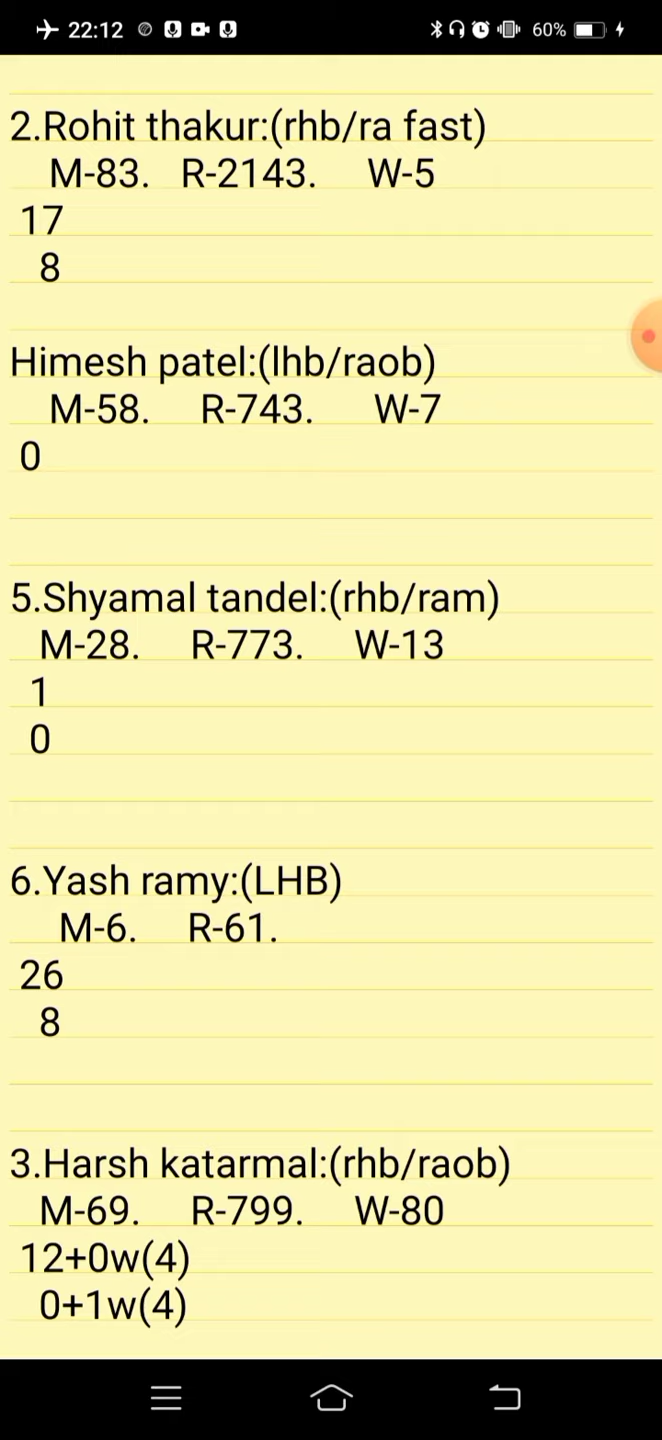 22:12
60%
2.Rohit thakur:(rhb/ra fast)
M-83. R-2143. W-5
17
8
Himesh patel:(lhb/raob)
M-58. R-743. W-7
0
5.Shyamal tandel:(rhb/ram)
M-28. R-773. W-13
1
0
6.Yash ramy:(LHB)
M-6. R-61.
26
8
3.Harsh katarmal:(rhb/raob)
M-69. R-799. W-80
12+0w(4)
0+1w(4)